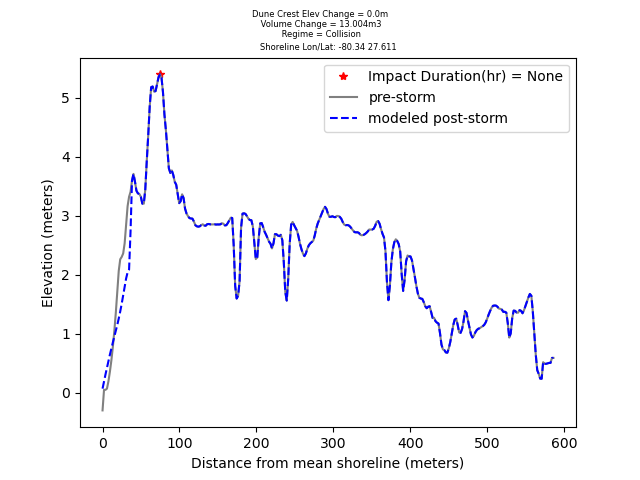 Dune Crest Elev Change = 0.0m
Volume Change = 13.004m3
Regime = Collision
Shoreline Lon/Lat: -80.34 27.611
Impact Duration(hr) = None
pre-storm
modeled post-storm
Elevation (meters)
5
4
3
2
1
0
0 100 200 300 400 500 600
Distance from mean shoreline (meters)